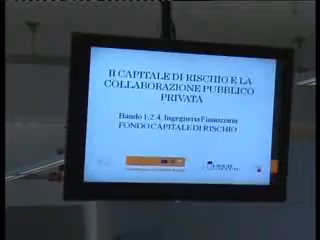 Il CAPITALE DI RISCHIO E LA
COLLABORAZIONE PUBBLICO
PRIVATA
Bando 1.2.4. Ingegneria Finanziaria
FONDO CAPITALE DI RISCHIO